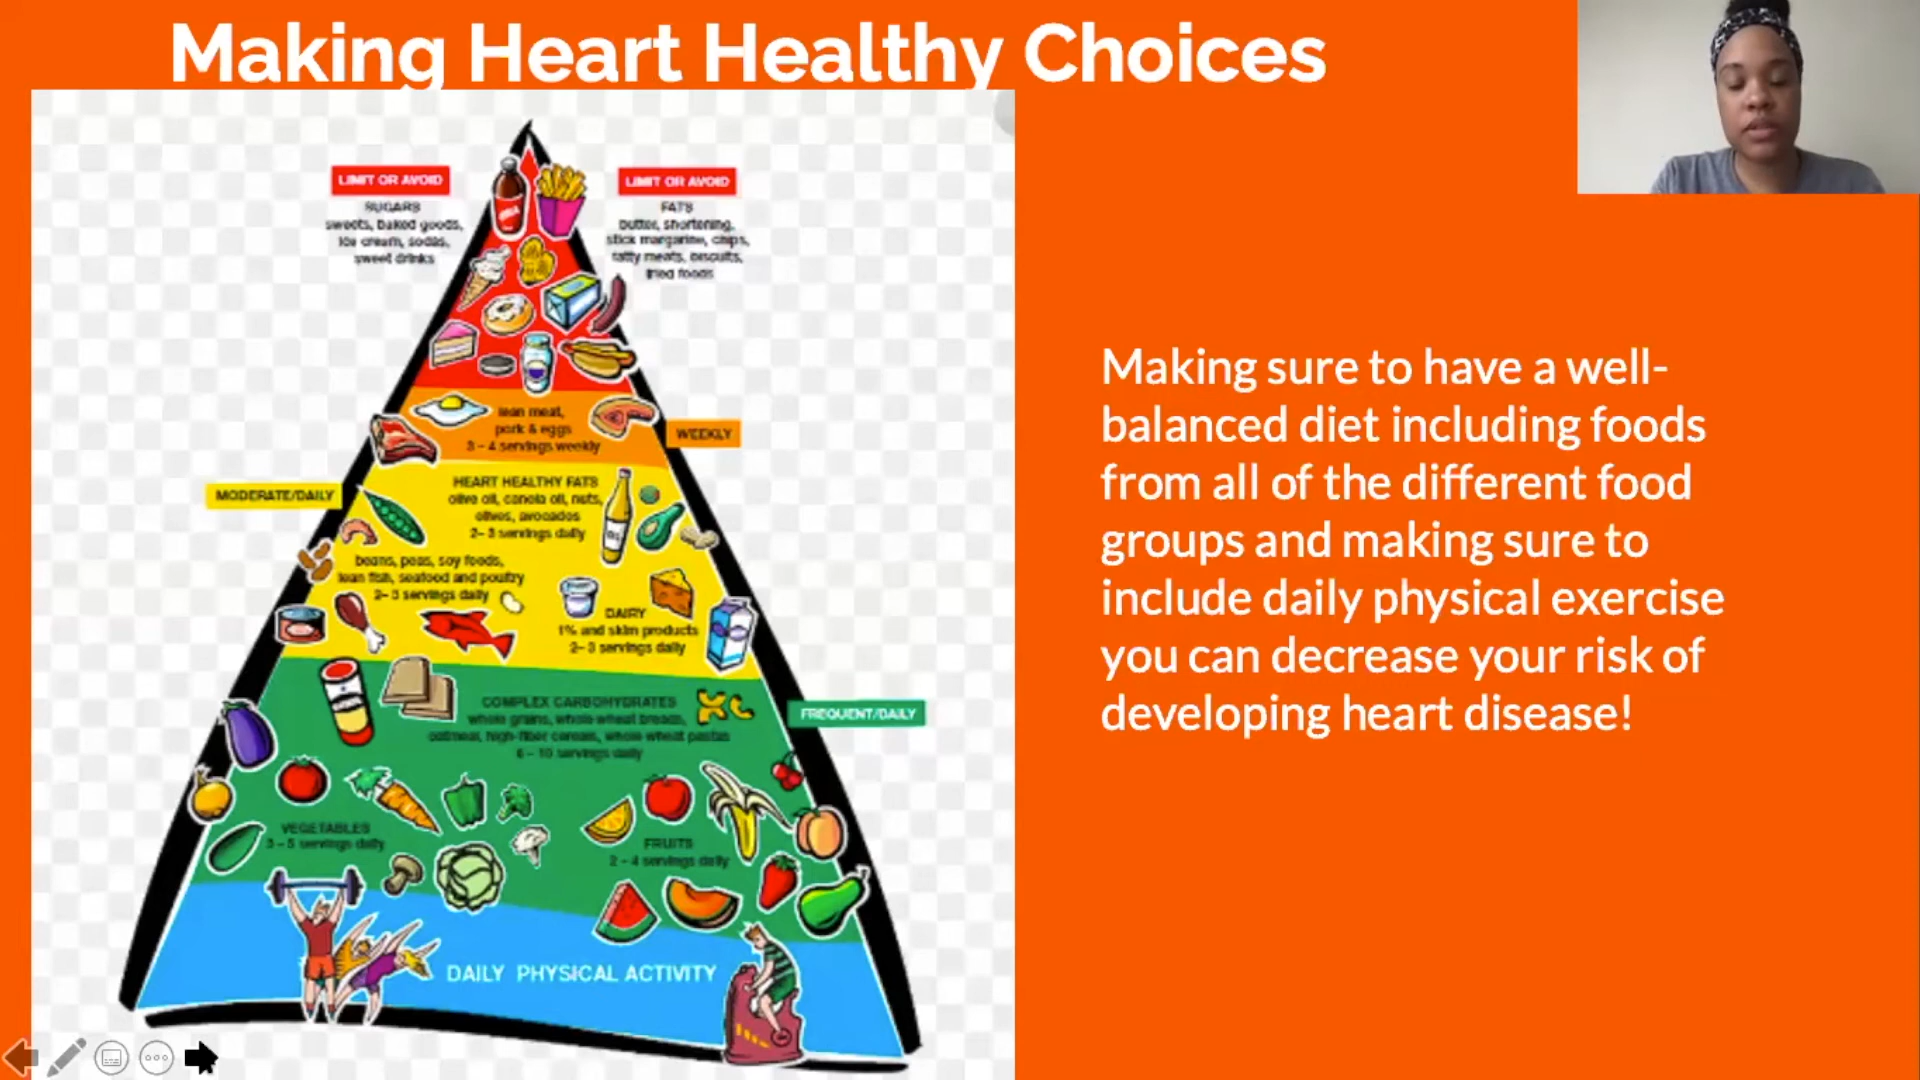 Making Heart Healthy Choices
LIMIT OR AVOID
SUGARS
sweets, baked goods,
ice cream, sodas,
sweet drinks
LIMIT OR AVOID
FATS
butter, shortening,
stick margarine, chips,
fatty meats, biscuits,
fried foods
lean meat,
pork & eggs
3 – 4 servings weekly
WEEKLY
MODERATE/DAILY
HEART HEALTHY FATS
olive oil, canola oil, nuts,
olives, avocados
2– 3 servings daily
beans, peas, soy foods,
lean fish, seafood and poultry
2– 3 servings daily
DAIRY
1% and skim products
2– 3 servings daily
COMPLEX CARBOHYDRATES
whole grains, whole-wheat breads,
oatmeal, high-fiber cereals, whole-wheat pastas
6 – 10 servings daily
FREQUENT/DAILY
VEGETABLES
3 – 5 servings daily
FRUITS
2 – 4 servings daily
DAILY PHYSICAL ACTIVITY
Making sure to have a well-
balanced diet including foods
from all of the different food
groups and making sure to
include daily physical exercise
you can decrease your risk of
developing heart disease!